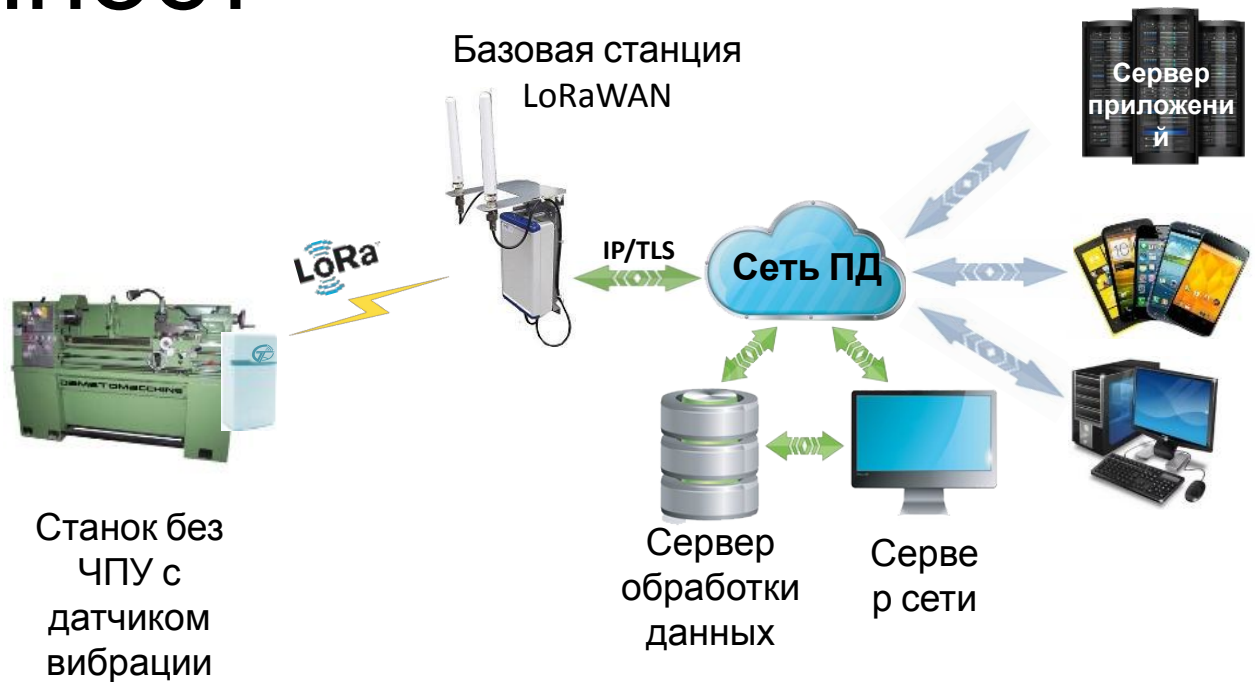 Базовая станция
LoRaWAN
Сервер
приложени
й
LoRa
IP/TLS
Сеть ПД
Станок без
ЧПУ с
датчиком
вибрации
Сервер
обработки
данных
Серве
р сети